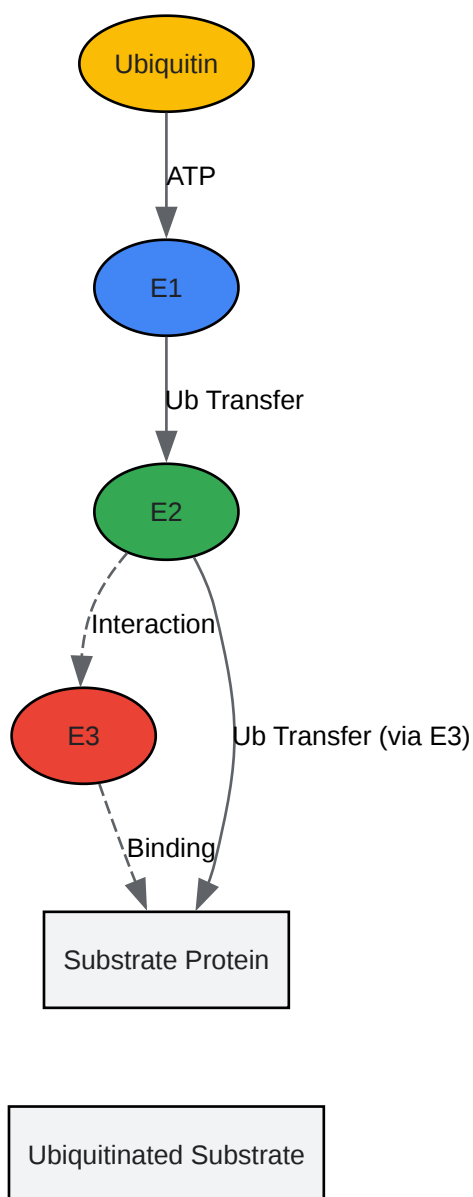 Ubiquitin
ATP
E1
Ub Transfer
E2
Interaction
E3
Ub Transfer (via E3)
Binding
Substrate Protein
Ubiquitinated Substrate